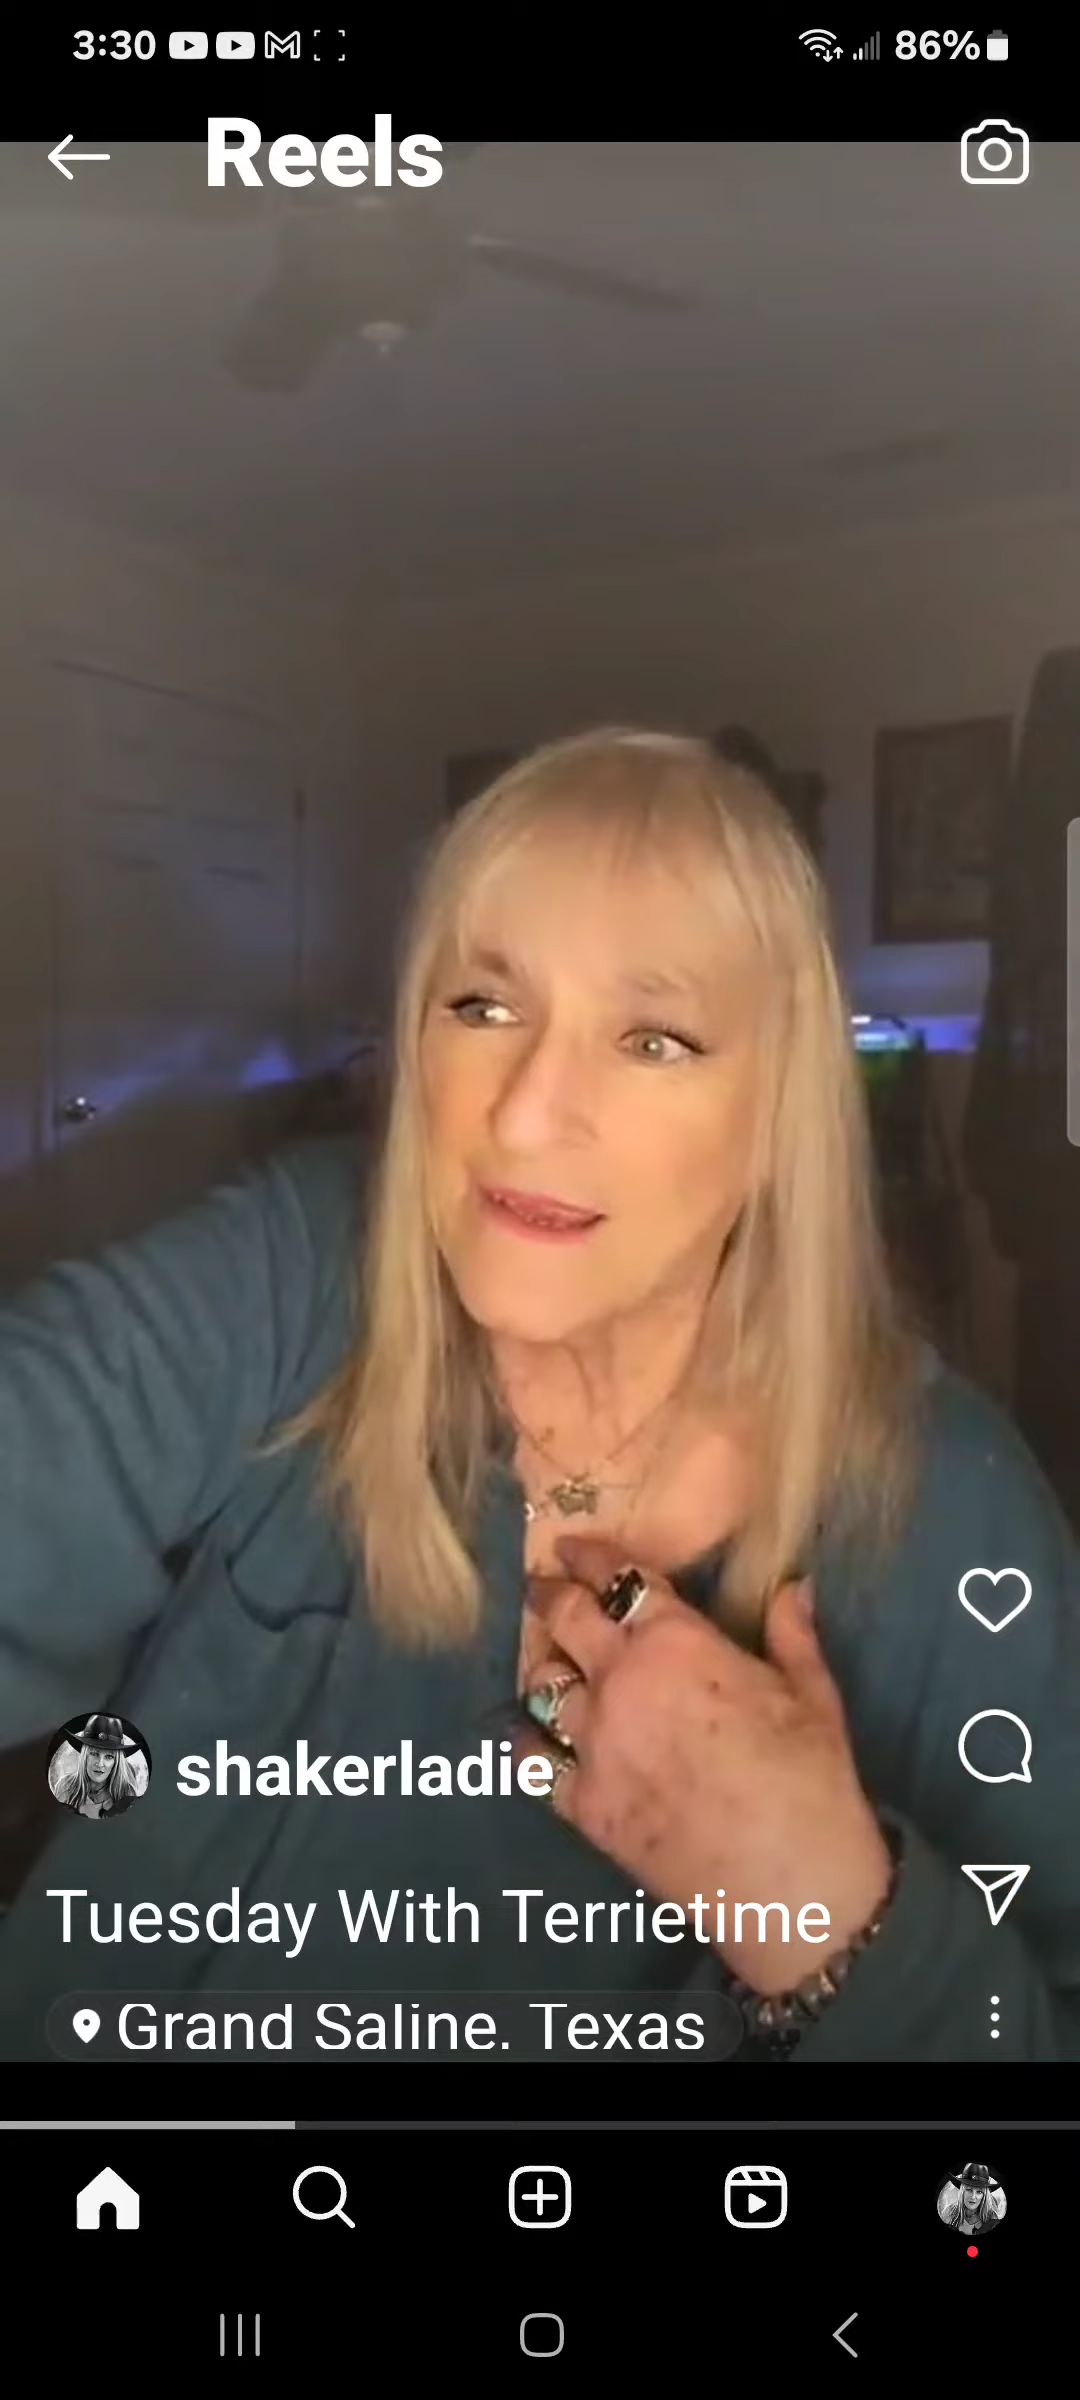 3:30
86%
Reels
shakerladie
Tuesday With Terrietime
Grand Saline, Texas